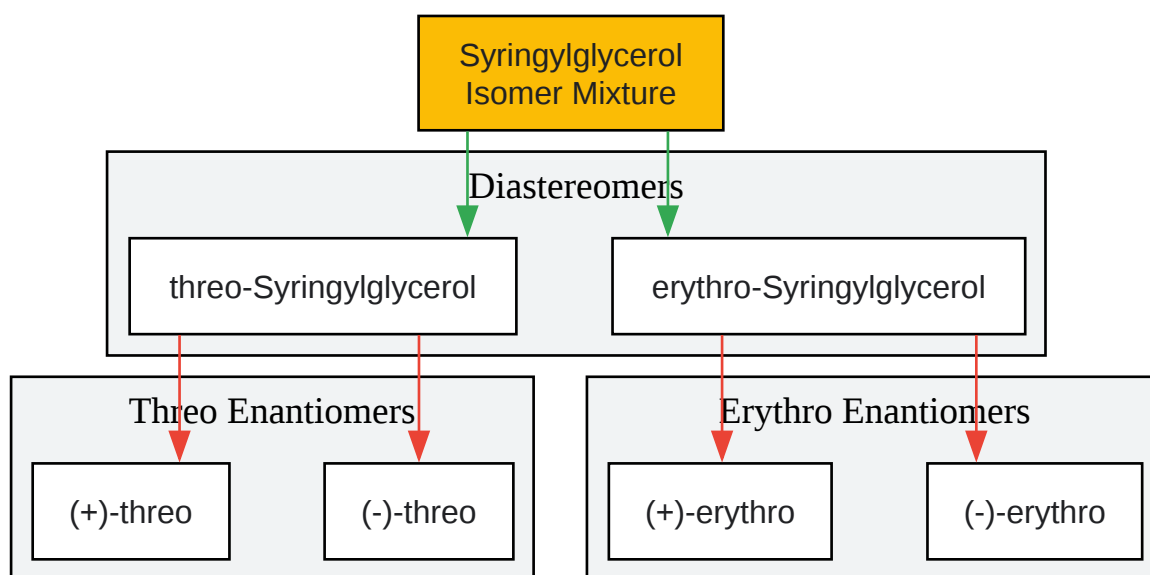 Syringylglycerol
Isomer Mixture
Diastereomers
threo-Syringylglycerol
erythro-Syringylglycerol
Threo Enantiomers
Erythro Enantiomers
(+)-threo
(-)-threo
(+)-erythro
(-)-erythro